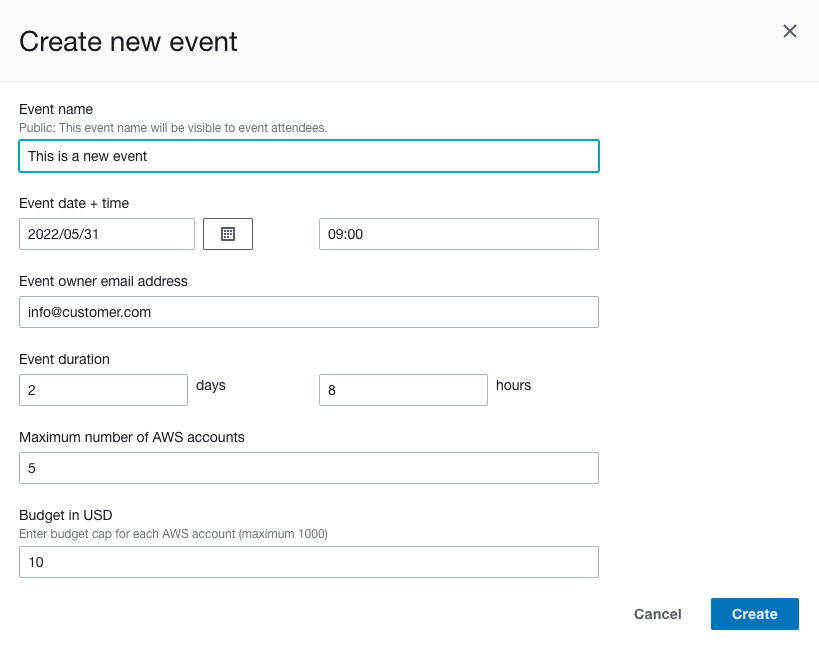 Create new event
Event name
Public: This event name will be visible to event attendees.
This is a new event
Event date + time
2022/05/31 09:00
Event owner email address
info@customer.com
Event duration
2 days 8 hours
Maximum number of AWS accounts
5
Budget in USD
Enter budget cap for each AWS account (maximum 1000)
10
Cancel Create